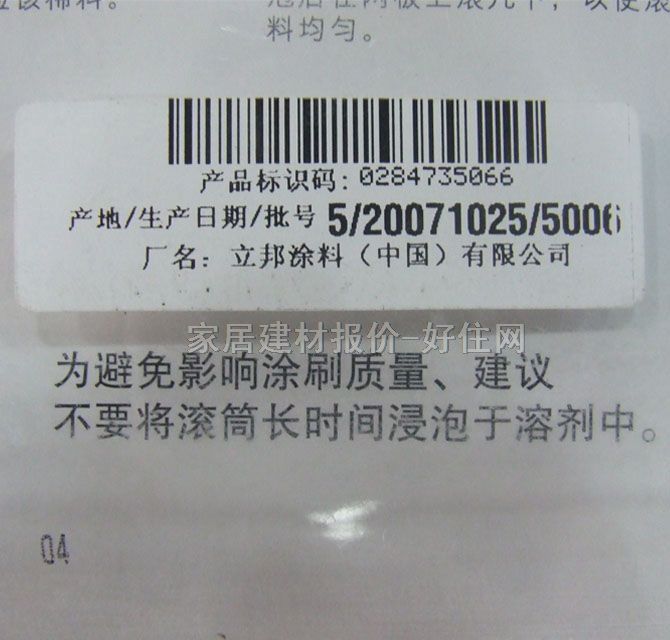 料均匀。
产品标识码: 0284735066
产地/生产日期/批号 5/20071025/5006
厂名: 立邦涂料（中国）有限公司
家居建材报价-好住网
为避免影响涂刷质量、建议
不要将滚筒长时间浸泡于溶剂中。
04